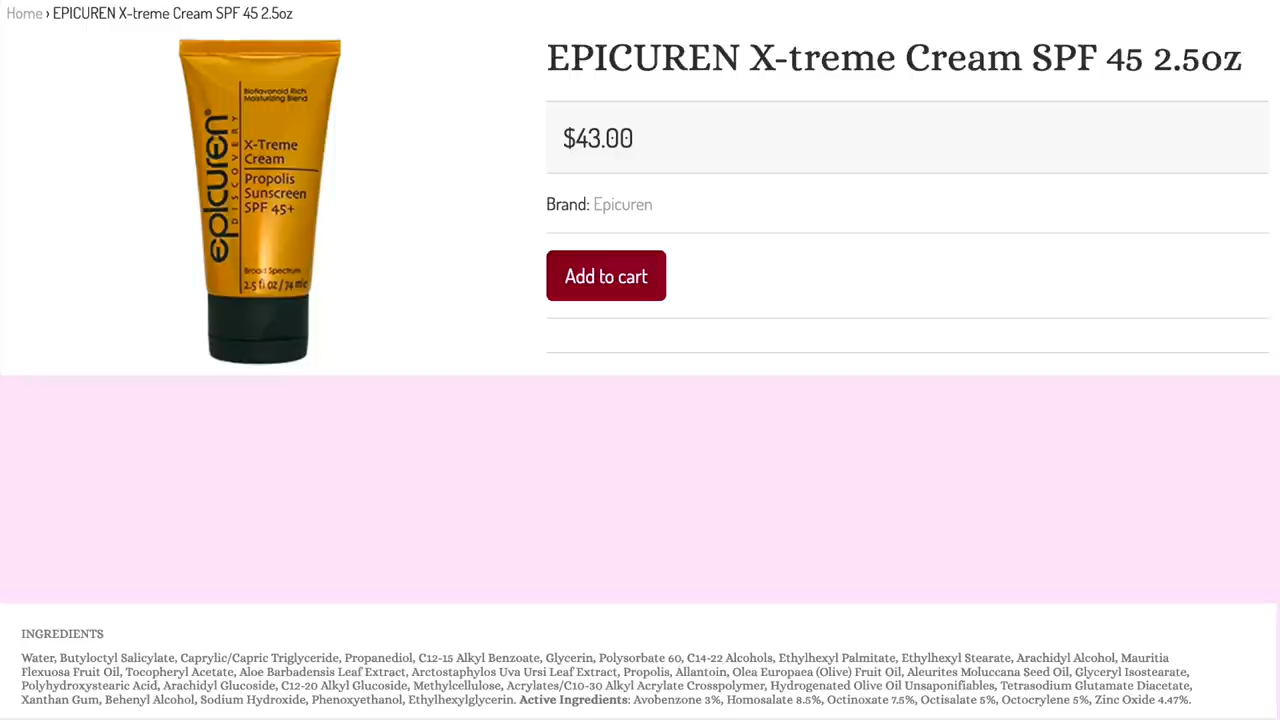 Home › EPICUREN X-treme Cream SPF 45 2.5oz
EPICUREN X-treme Cream SPF 45 2.5oz
$43.00
Brand: Epicuren
Add to cart
Bioflavonoid Rich
Moisturizing Blend
epicuren®
DISCOVERY
X-Treme
Cream
Propolis
Sunscreen
SPF 45+
Broad Spectrum
2.5 fl oz / 74 mle
INGREDIENTS
Water, Butyloctyl Salicylate, Caprylic/Capric Triglyceride, Propanediol, C12-15 Alkyl Benzoate, Glycerin, Polysorbate 60, C14-22 Alcohols, Ethylhexyl Palmitate, Ethylhexyl Stearate, Arachidyl Alcohol, Mauritia
Flexuosa Fruit Oil, Tocopheryl Acetate, Aloe Barbadensis Leaf Extract, Arctostaphylos Uva Ursi Leaf Extract, Propolis, Allantoin, Olea Europaea (Olive) Fruit Oil, Aleurites Moluccana Seed Oil, Glyceryl Isostearate,
Polyhydroxystearic Acid, Arachidyl Glucoside, C12-20 Alkyl Glucoside, Methylcellulose, Acrylates/C10-30 Alkyl Acrylate Crosspolymer, Hydrogenated Olive Oil Unsaponifiables, Tetrasodium Glutamate Diacetate,
Xanthan Gum, Behenyl Alcohol, Sodium Hydroxide, Phenoxyethanol, Ethylhexylglycerin. Active Ingredients: Avobenzone 3%, Homosalate 8.5%, Octinoxate 7.5%, Octisalate 5%, Octocrylene 5%, Zinc Oxide 4.47%.